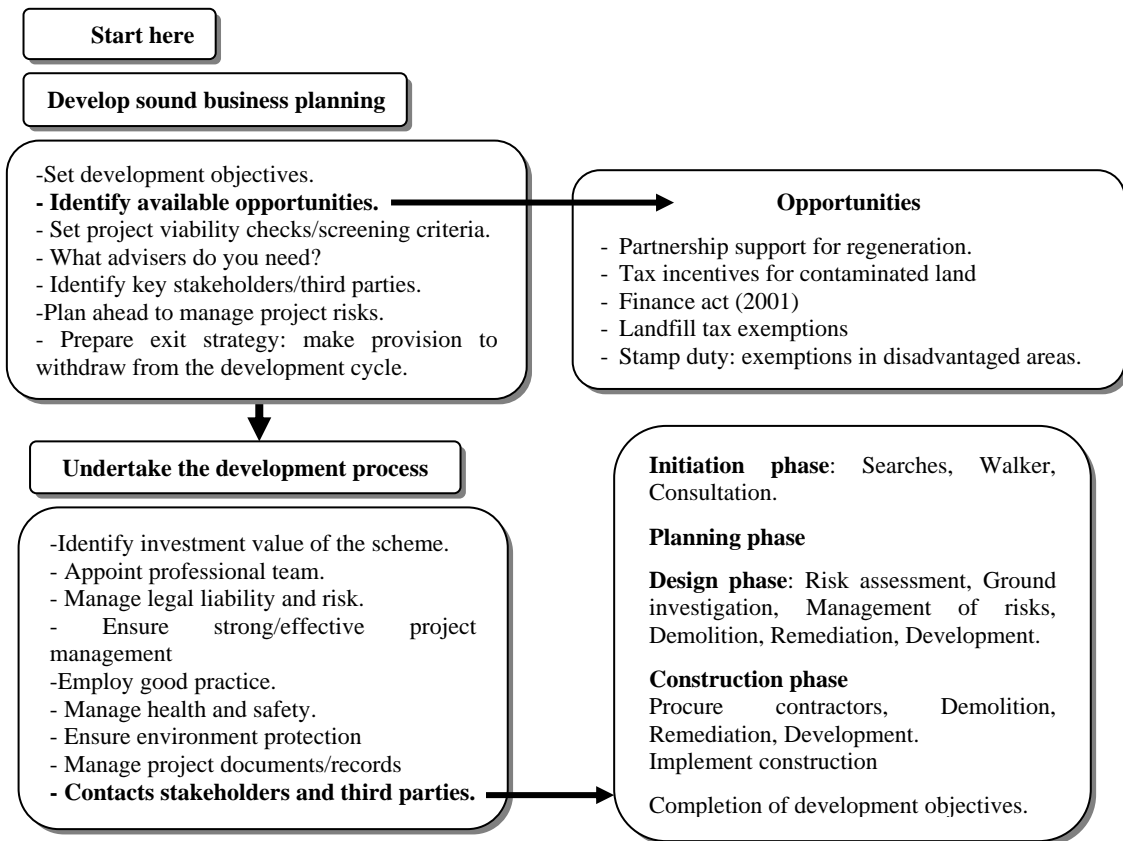 Start here
Develop sound business planning
-Set development objectives.
- Identify available opportunities.
- Set project viability checks/screening criteria.
- What advisers do you need?
- Identify key stakeholders/third parties.
-Plan ahead to manage project risks.
- Prepare exit strategy: make provision to
withdraw from the development cycle.
Opportunities
- Partnership support for regeneration.
- Tax incentives for contaminated land
- Finance act (2001)
- Landfill tax exemptions
- Stamp duty: exemptions in disadvantaged areas.
Undertake the development process
-Identify investment value of the scheme.
- Appoint professional team.
- Manage legal liability and risk.
- Ensure strong/effective project
management
-Employ good practice.
- Manage health and safety.
- Ensure environment protection
- Manage project documents/records
- Contacts stakeholders and third parties.
Initiation phase: Searches, Walker,
Consultation.
Planning phase
Design phase: Risk assessment, Ground
investigation, Management of risks,
Demolition, Remediation, Development.
Construction phase
Procure contractors, Demolition,
Remediation, Development.
Implement construction
Completion of development objectives.